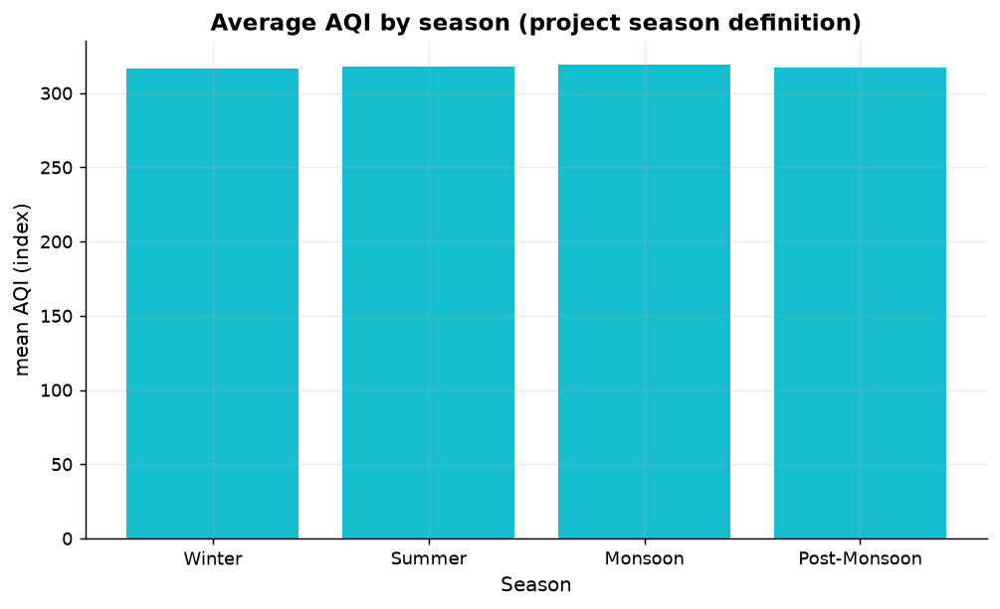 Average AQI by season (project season definition)
mean AQI (index)
300
250
200
150
100
50
0
Winter
Summer
Monsoon
Post-Monsoon
Season